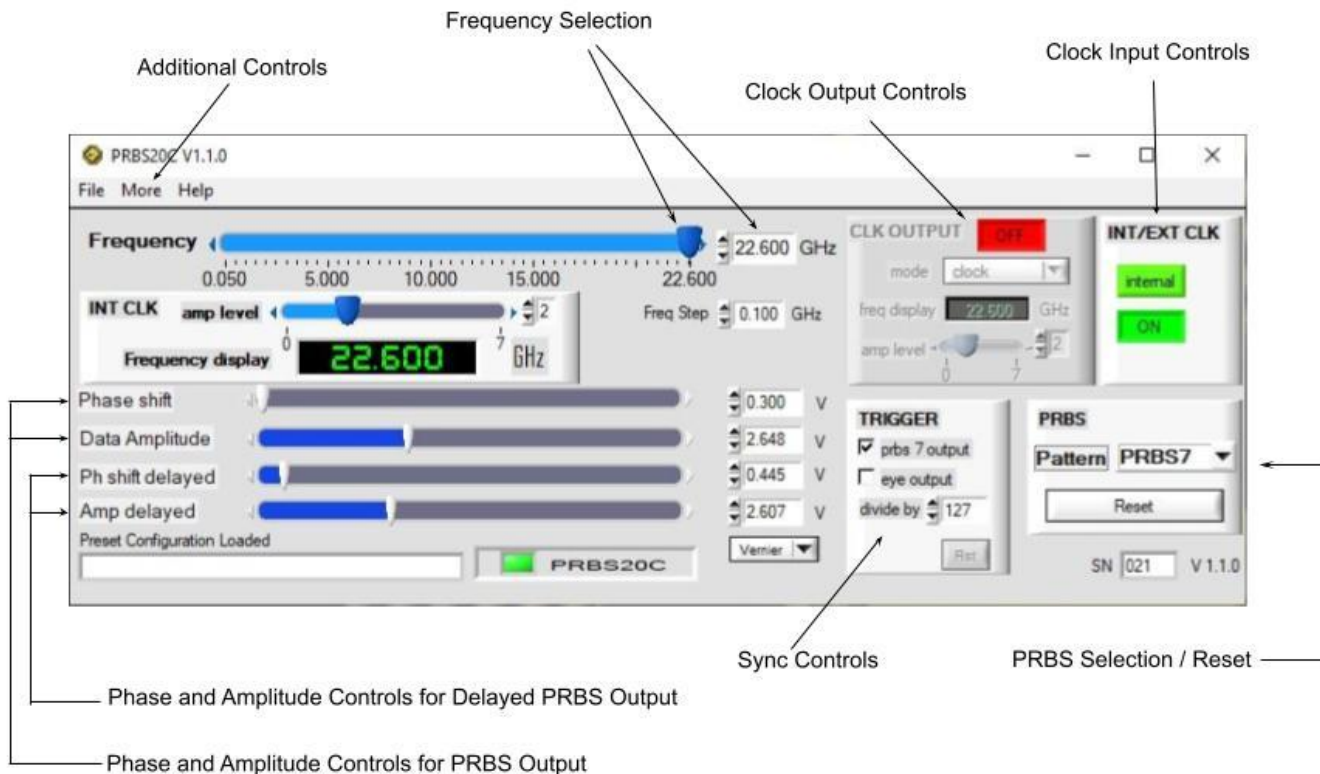 Frequency Selection
Additional Controls
Clock Input Controls
Clock Output Controls
PRBS20C V1.1.0
File More Help
Frequency
22.600 GHz
0.050 5.000 10.000 15.000 22.600
INT CLK amp level 2
0 7
Frequency display 22.600 GHz
Freq Step 0.100 GHz
CLK OUTPUT OFF
mode clock
freq display 22.600 GHz
amp level 2
0 7
INT/EXT CLK
internal
ON
Phase shift 0.300 V
Data Amplitude 2.648 V
Ph shift delayed 0.445 V
Amp delayed 2.607 V
Preset Configuration Loaded
PRBS20C
Vernier
TRIGGER
prbs 7 output
eye output
divide by 127
Rst
PRBS
Pattern PRBS7
Reset
SN 021 V 1.1.0
Sync Controls
PRBS Selection / Reset
Phase and Amplitude Controls for Delayed PRBS Output
Phase and Amplitude Controls for PRBS Output